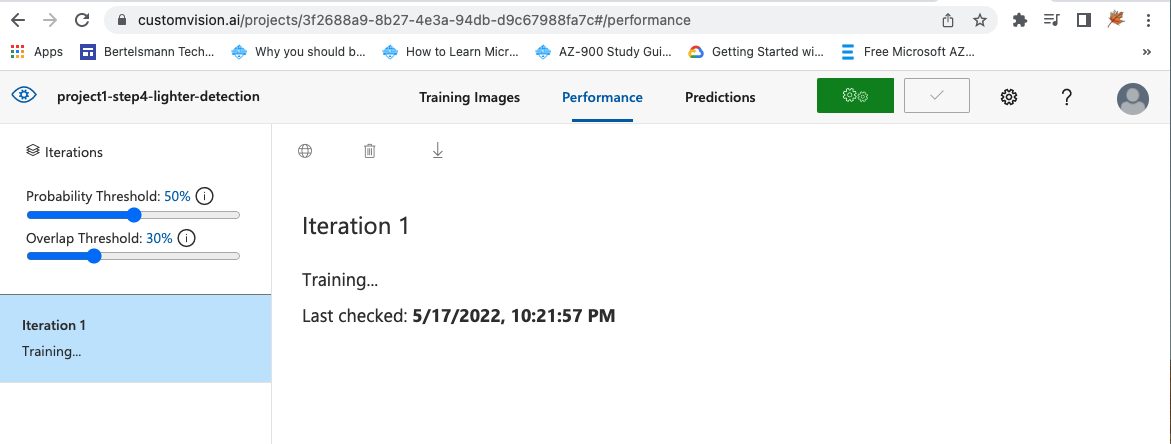 customvision.ai/projects/3f2688a9-8b27-4e3a-94db-d9c67988fa7c#/performance
Apps Bertelsmann Tech... Why you should b... How to Learn Micr... AZ-900 Study Gui... Getting Started wi... Free Microsoft AZ... »
project1-step4-lighter-detection Training Images Performance Predictions ?
Iterations
Probability Threshold: 50% i
Overlap Threshold: 30% i
Iteration 1
Training...
Iteration 1
Training...
Last checked: 5/17/2022, 10:21:57 PM